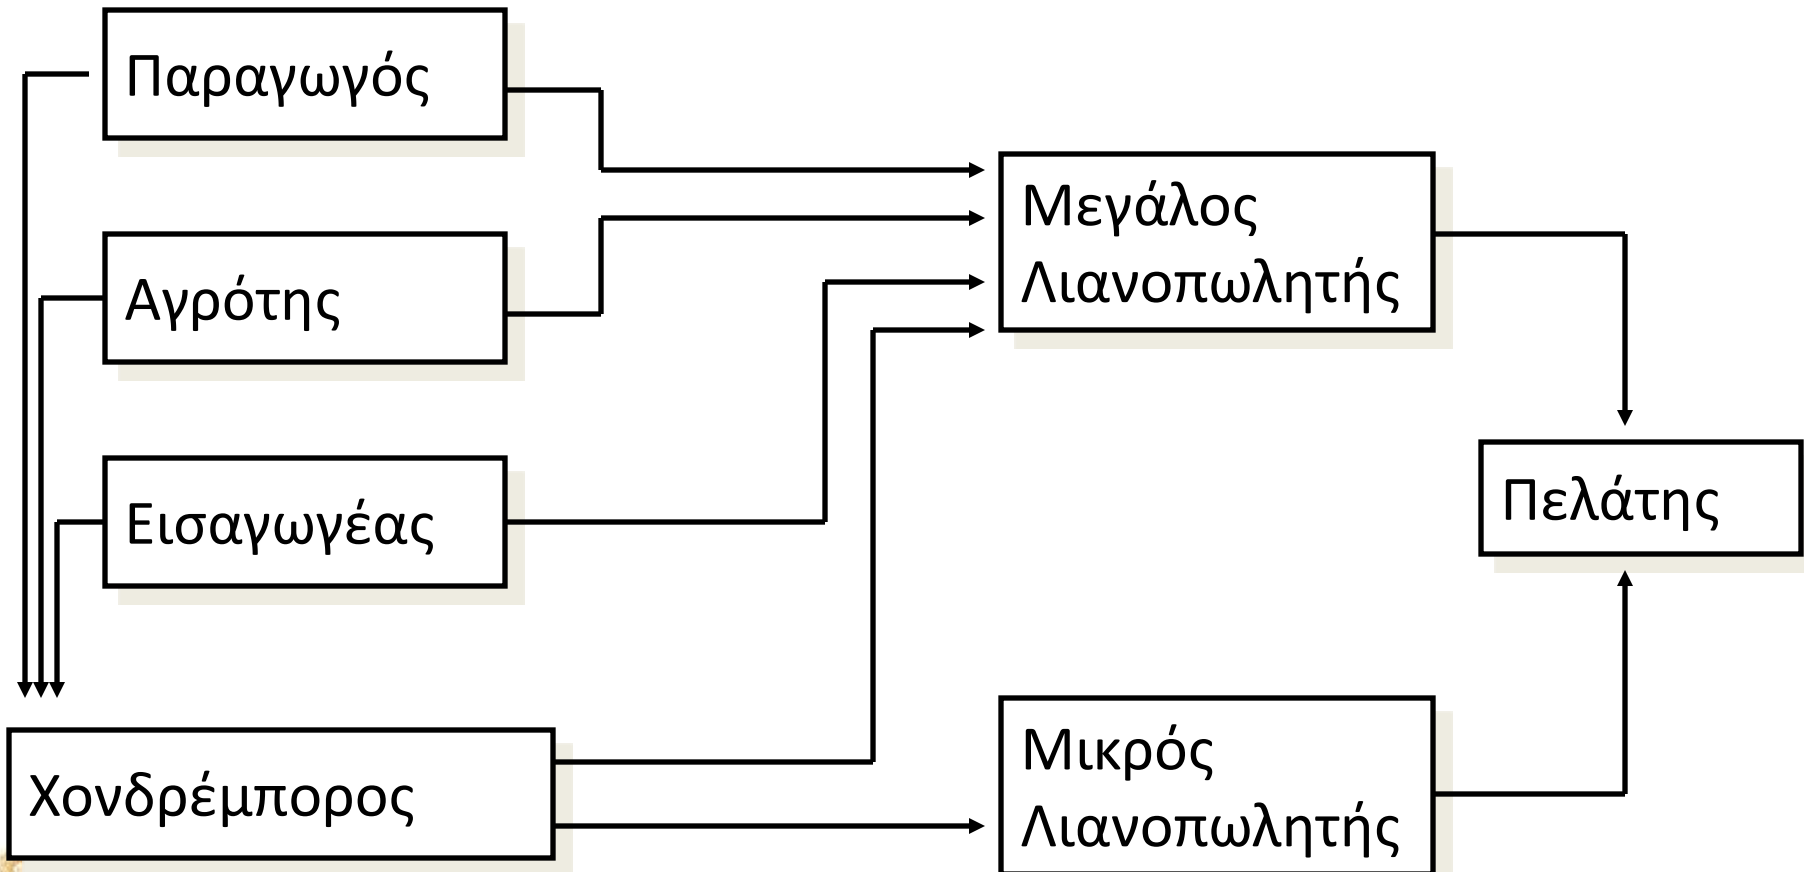 Παραγωγός
Αγρότης
Εισαγωγέας
Χονδρέμπορος
Μεγάλος
Λιανοπωλητής
Μικρός
Λιανοπωλητής
Πελάτης